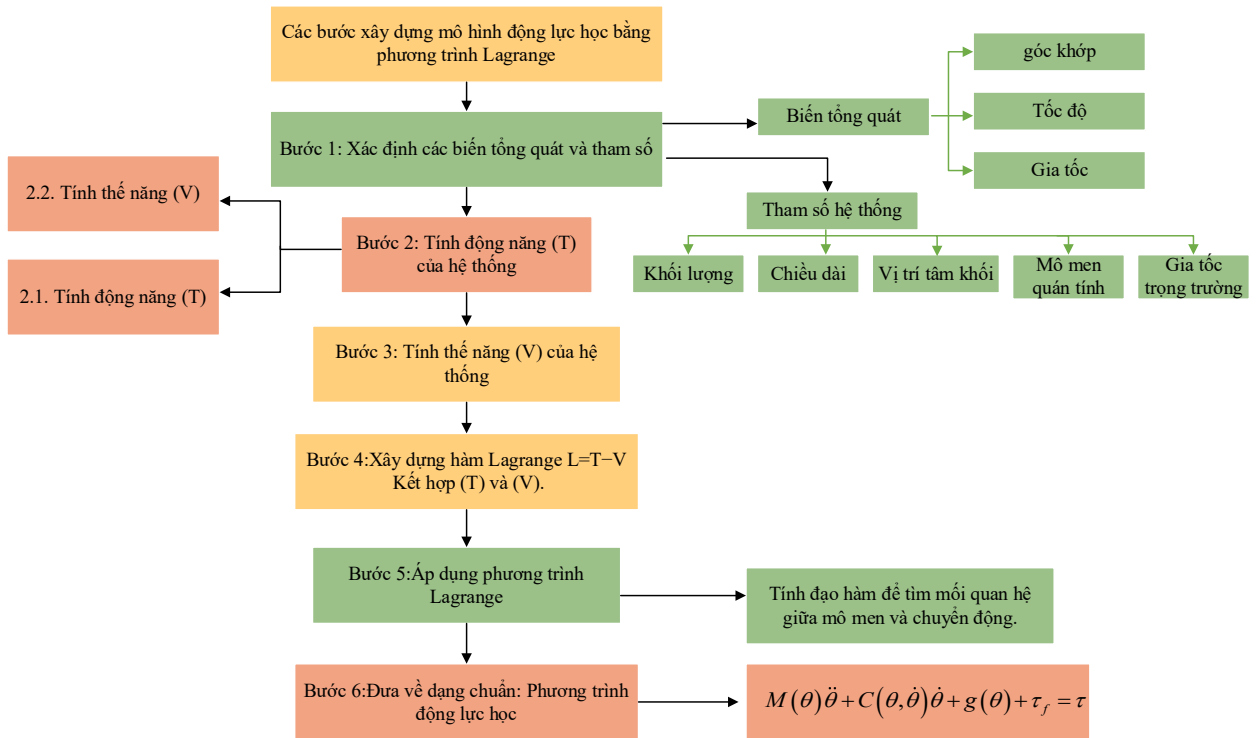 Các bước xây dựng mô hình động lực học bằng
phương trình Lagrange
Bước 1: Xác định các biến tổng quát và tham số
Biến tổng quát
góc khớp
Tốc độ
Gia tốc
Tham số hệ thống
Khối lượng
Chiều dài
Vị trí tâm khối
Mô men
quán tính
Gia tốc
trọng trường
Bước 2: Tính động năng (T)
của hệ thống
2.2. Tính thế năng (V)
2.1. Tính động năng (T)
Bước 3: Tính thế năng (V) của hệ
thống
Bước 4:Xây dựng hàm Lagrange L=T−V
Kết hợp (T) và (V).
Bước 5:Áp dụng phương trình
Lagrange
Tính đạo hàm để tìm mối quan hệ
giữa mô men và chuyển động.
Bước 6:Đưa về dạng chuẩn: Phương trình
động lực học
M(θ)θ̈+C(θ,θ̇)θ̇+g(θ)+τ_f=τ